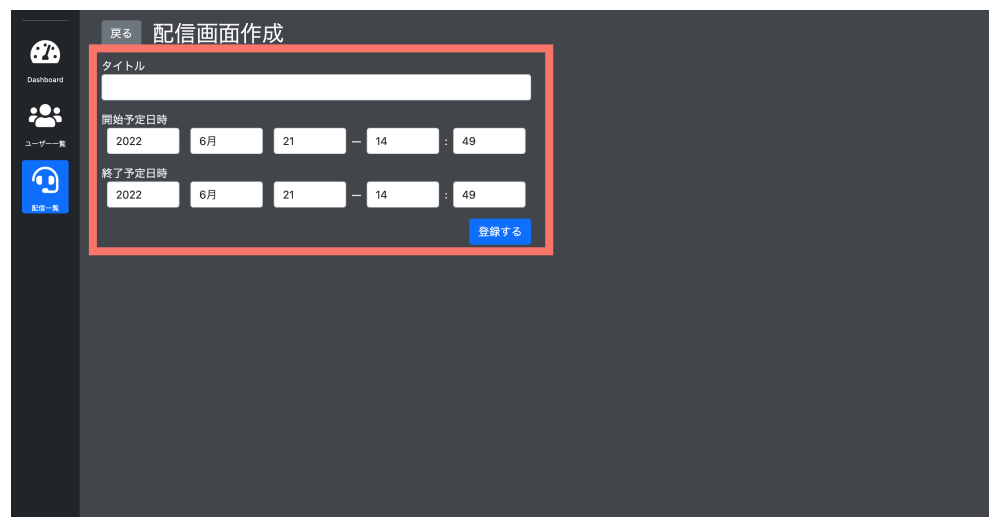 戻る 配信画面作成
タイトル
開始予定日時
2022 6月 21 ー 14 : 49
終了予定日時
2022 6月 21 ー 14 : 49
登録する
Dashboard
ユーザー一覧
配信一覧